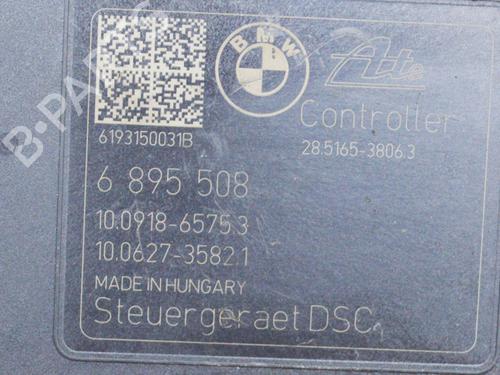 BMW
Ate
Controller
28.5165-3806.3
6193150031B
6 895 508
10.0918-6575.3
10.0627-3582.1
MADE IN HUNGARY
Steuergeraet DSC
B-PARTS